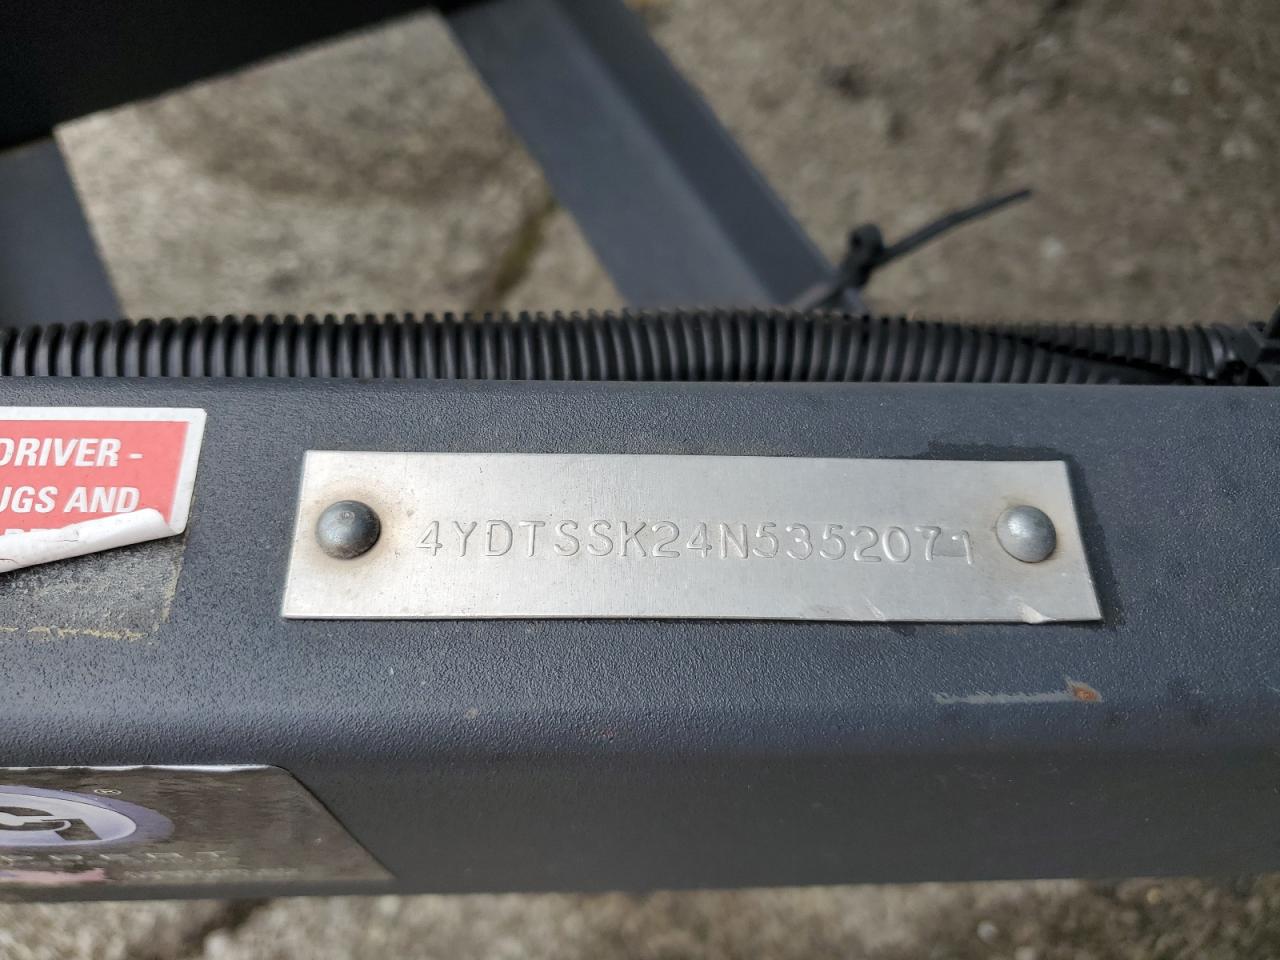 DRIVER -
UGS AND
4YDTSSK24N5352071
®